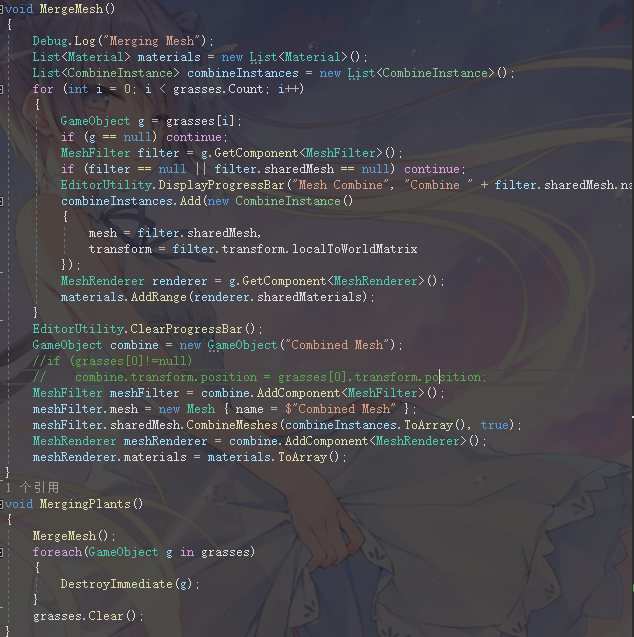 void MergeMesh()
{
Debug.Log("Merging Mesh");
List<Material> materials = new List<Material>();
List<CombineInstance> combineInstances = new List<CombineInstance>();
for (int i = 0; i < grasses.Count; i++)
{
GameObject g = grasses[i];
if (g == null) continue;
MeshFilter filter = g.GetComponent<MeshFilter>();
if (filter == null || filter.sharedMesh == null) continue;
EditorUtility.DisplayProgressBar("Mesh Combine", "Combine " + filter.sharedMesh.na
combineInstances.Add(new CombineInstance()
{
mesh = filter.sharedMesh,
transform = filter.transform.localToWorldMatrix
});
MeshRenderer renderer = g.GetComponent<MeshRenderer>();
materials.AddRange(renderer.sharedMaterials);
}
EditorUtility.ClearProgressBar();
GameObject combine = new GameObject("Combined Mesh");
//if (grasses[0]!=null)
//    combine.transform.position = grasses[0].transform.position;
MeshFilter meshFilter = combine.AddComponent<MeshFilter>();
meshFilter.mesh = new Mesh { name = $"Combined Mesh" };
meshFilter.sharedMesh.CombineMeshes(combineInstances.ToArray(), true);
MeshRenderer meshRenderer = combine.AddComponent<MeshRenderer>();
meshRenderer.materials = materials.ToArray();
}
1 个引用
void MergingPlants()
{
MergeMesh();
foreach(GameObject g in grasses)
{
DestroyImmediate(g);
}
grasses.Clear();
}